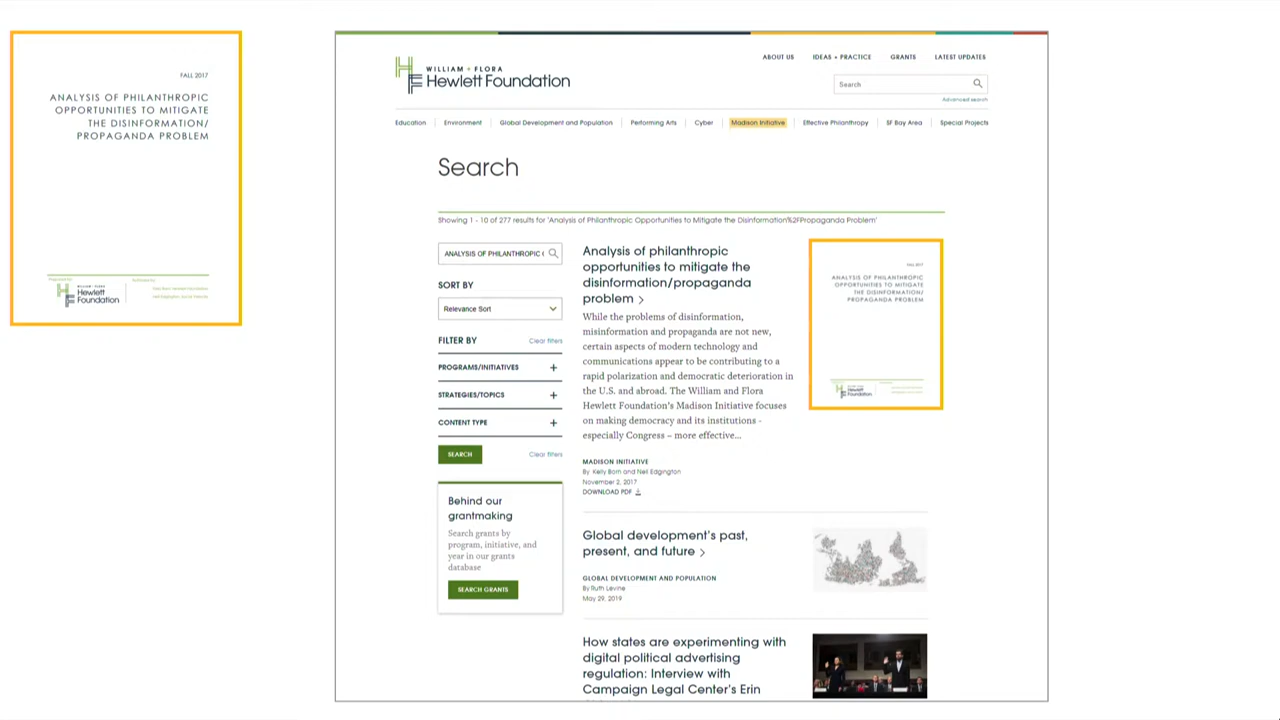 FALL 2017
ANALYSIS OF PHILANTHROPIC
OPPORTUNITIES TO MITIGATE
THE DISINFORMATION/
PROPAGANDA PROBLEM
WILLIAM + FLORA
Hewlett Foundation
WILLIAM + FLORA
Hewlett Foundation
ABOUT US
IDEAS + PRACTICE
GRANTS
LATEST UPDATES
Search
Advanced search
Education
Environment
Global Development and Population
Performing Arts
Cyber
Madison Initiative
Effective Philanthropy
SF Bay Area
Special Projects
Search
Showing 1 - 10 of 277 results for 'Analysis of Philanthropic Opportunities to Mitigate the Disinformation%2FPropaganda Problem'
ANALYSIS OF PHILANTHROPIC (
SORT BY
Relevance Sort
FILTER BY
Clear filters
PROGRAMS/INITIATIVES +
STRATEGIES/TOPICS +
CONTENT TYPE +
SEARCH
Clear filters
Behind our
grantmaking
Search grants by
program, initiative, and
year in our grants
database
SEARCH GRANTS
Analysis of philanthropic
opportunities to mitigate the
disinformation/propaganda
problem >
While the problems of disinformation,
misinformation and propaganda are not new,
certain aspects of modern technology and
communications appear to be contributing to a
rapid polarization and democratic deterioration in
the U.S. and abroad. The William and Flora
Hewlett Foundation's Madison Initiative focuses
on making democracy and its institutions -
especially Congress – more effective...
MADISON INITIATIVE
By Kelly Born and Nell Edgington
November 2, 2017
DOWNLOAD PDF
FALL 2017
ANALYSIS OF PHILANTHROPIC
OPPORTUNITIES TO MITIGATE
THE DISINFORMATION/
PROPAGANDA PROBLEM
Hewlett
Foundation
Global development's past,
present, and future >
GLOBAL DEVELOPMENT AND POPULATION
By Ruth Levine
May 29, 2019
How states are experimenting with
digital political advertising
regulation: Interview with
Campaign Legal Center's Erin